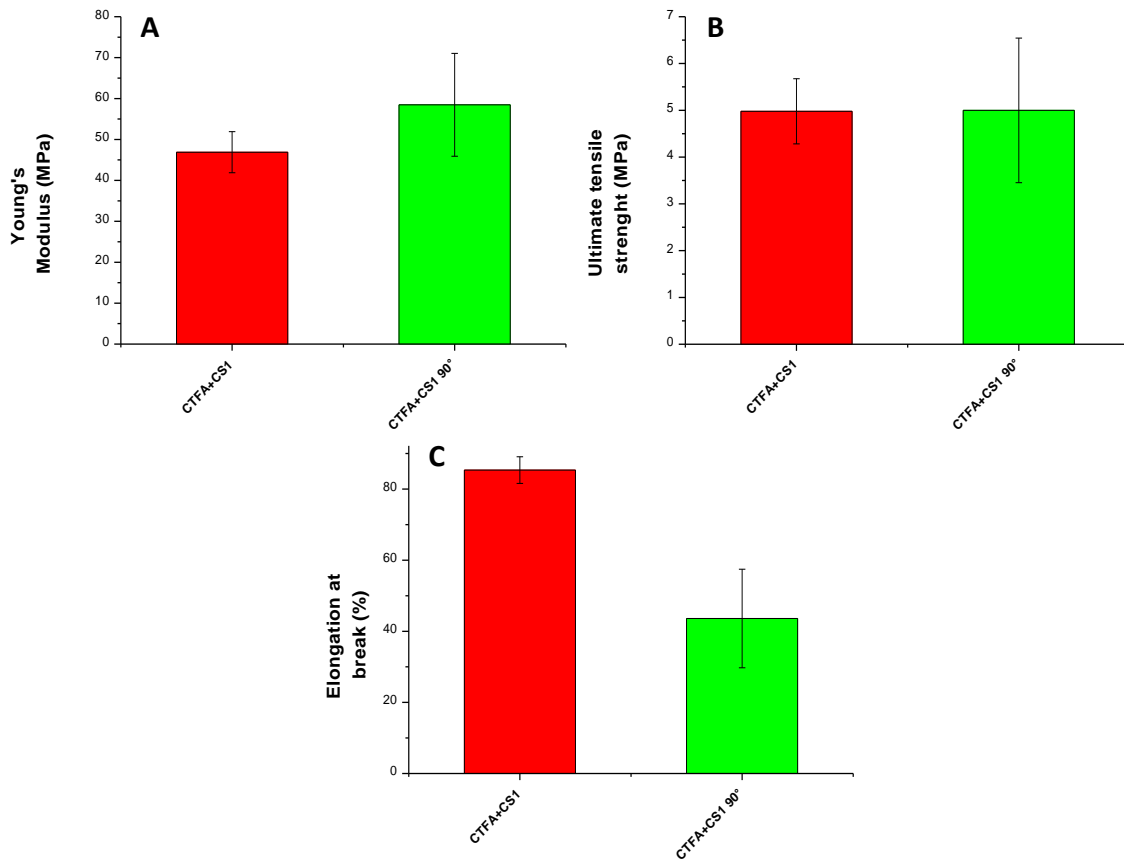 A
Young's
Modulus (MPa)
80
70
60
50
40
30
20
10
0
CTFA+CS1
CTFA+CS1 90°
B
Ultimate tensile
strenght (MPa)
7
6
5
4
3
2
1
0
CTFA+CS1
CTFA+CS1 90°
C
Elongation at
break (%)
80
60
40
20
0
CTFA+CS1
CTFA+CS1 90°